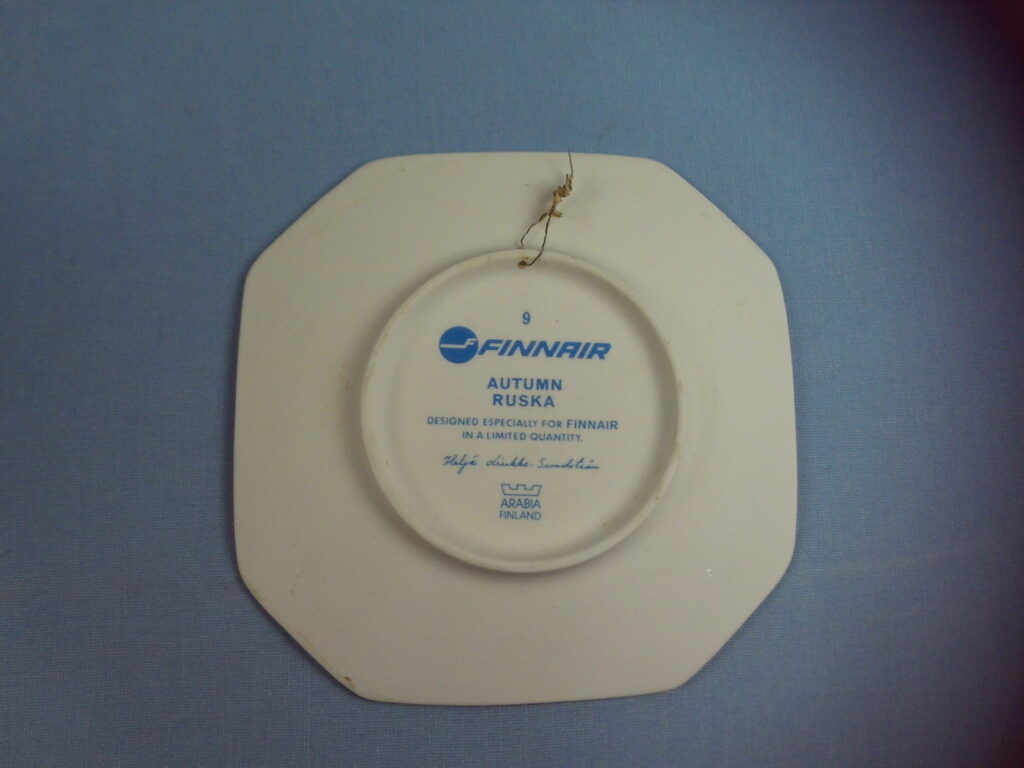 9
FINNAIR
AUTUMN
RUSKA
DESIGNED ESPECIALLY FOR FINNAIR
IN A LIMITED QUANTITY.
Heljä Liukko-Sundström
ARABIA
FINLAND